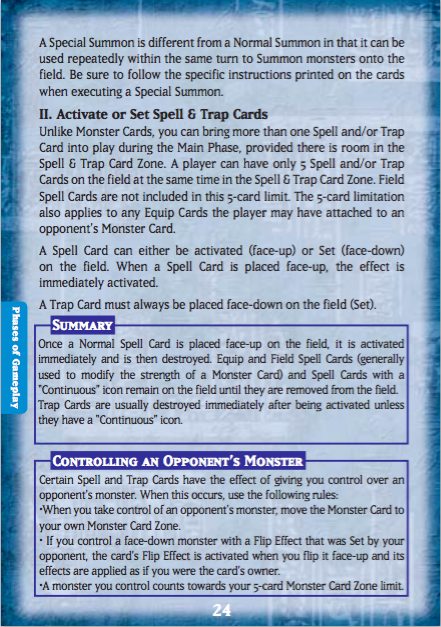 A Special Summon is different from a Normal Summon in that it can be
used repeatedly within the same turn to Summon monsters onto the
field. Be sure to follow the specific instructions printed on the cards
when executing a Special Summon.
II. Activate or Set Spell & Trap Cards
Unlike Monster Cards, you can bring more than one Spell and/or Trap
Card into play during the Main Phase, provided there is room in the
Spell & Trap Card Zone. A player can have only 5 Spell and/or Trap
Cards on the field at the same time in the Spell & Trap Card Zone. Field
Spell Cards are not included in this 5-card limit. The 5-card limitation
also applies to any Equip Cards the player may have attached to an
opponent's Monster Card.
A Spell Card can either be activated (face-up) or Set (face-down)
on the field. When a Spell Card is placed face-up, the effect is
immediately activated.
A Trap Card must always be placed face-down on the field (Set).
Phases of Gameplay
SUMMARY
Once a Normal Spell Card is placed face-up on the field, it is activated
immediately and is then destroyed. Equip and Field Spell Cards (generally
used to modify the strength of a Monster Card) and Spell Cards with a
"Continuous" icon remain on the field until they are removed from the field.
Trap Cards are usually destroyed immediately after being activated unless
they have a "Continuous" icon.
CONTROLLING AN OPPONENT'S MONSTER
Certain Spell and Trap Cards have the effect of giving you control over an
opponent's monster. When this occurs, use the following rules:
•When you take control of an opponent's monster, move the Monster Card to
your own Monster Card Zone.
• If you control a face-down monster with a Flip Effect that was Set by your
opponent, the card's Flip Effect is activated when you flip it face-up and its
effects are applied as if you were the card's owner.
•A monster you control counts towards your 5-card Monster Card Zone limit.
24